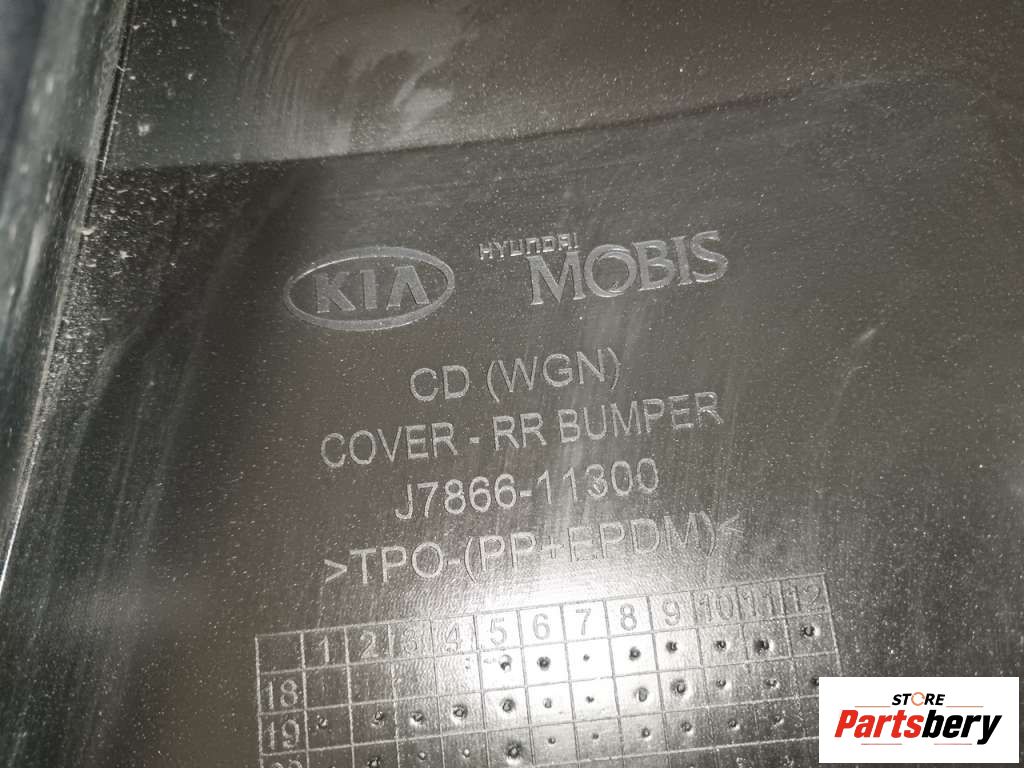 KIA
HYUNDAI
MOBIS
CD (WGN)
COVER - RR BUMPER
J7866-11300
>TPO-(PP+EPDM)<
1 2 3 4 5 6 7 8 9 10 11 12
18
19
STORE
Partsbery